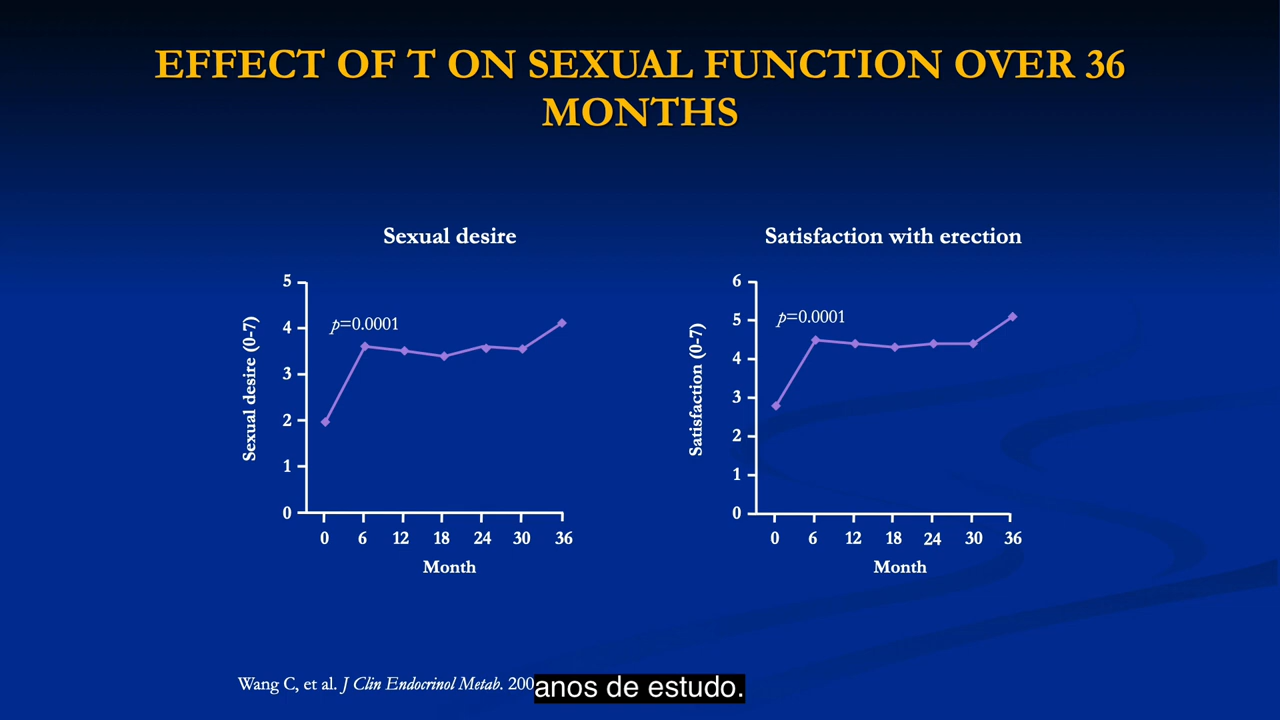 EFFECT OF T ON SEXUAL FUNCTION OVER 36
MONTHS
Sexual desire
5
4
3
2
1
0
Sexual desire (0-7)
p=0.0001
0 6 12 18 24 30 36
Month
Satisfaction with erection
6
5
4
3
2
1
0
Satisfaction (0-7)
p=0.0001
0 6 12 18 24 30 36
Month
Wang C, et al. J Clin Endocrinol Metab.
anos de estudo.